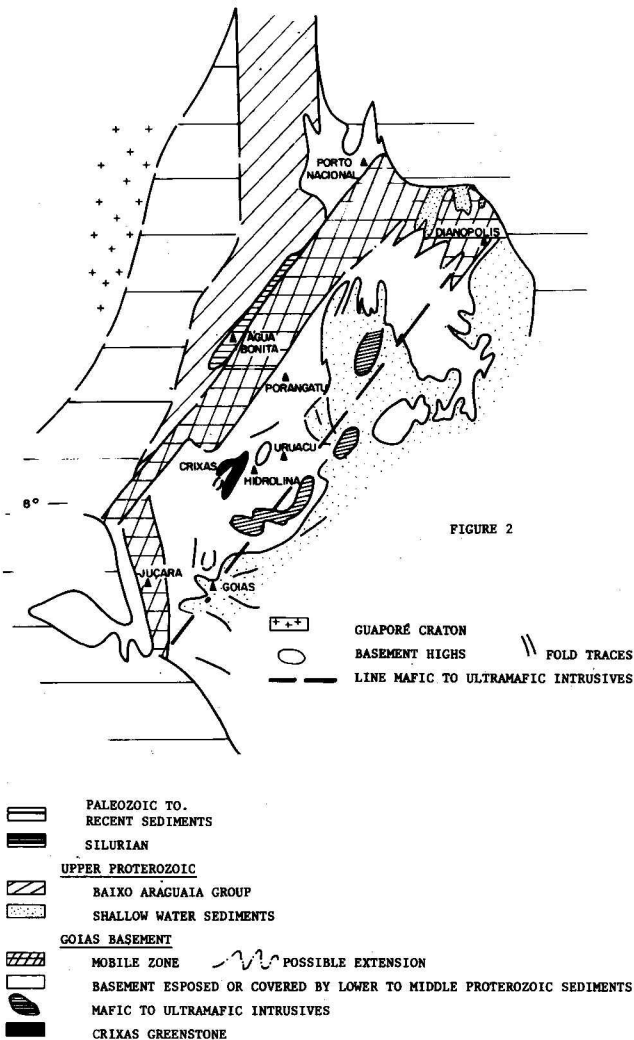 PORTO
NACIONAL
DIANOPOLIS
ÁGUA
BONITA
PORANGATU
URUACU
CRIXAS
HIDROLINA
8°
FIGURE 2
JUÇARA
GOIAS
GUAPORÉ CRATON
BASEMENT HIGHS
FOLD TRACES
LINE MAFIC TO ULTRAMAFIC INTRUSIVES
PALEOZOIC TO.
RECENT SEDIMENTS
SILURIAN
UPPER PROTEROZOIC
BAIXO ARAGUAIA GROUP
SHALLOW WATER SEDIMENTS
GOIAS BASEMENT
MOBILE ZONE
POSSIBLE EXTENSION
BASEMENT ESPOSED OR COVERED BY LOWER TO MIDDLE PROTEROZOIC SEDIMENTS
MAFIC TO ULTRAMAFIC INTRUSIVES
CRIXAS GREENSTONE